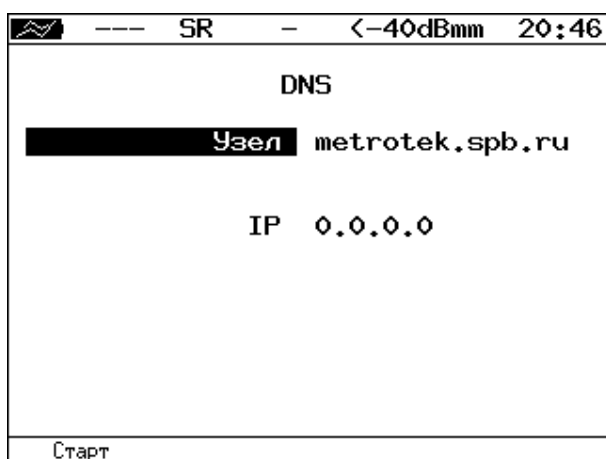 --- SR - <-40dBmm 20:46
DNS
Узел metrotek.spb.ru
IP 0.0.0.0
Старт